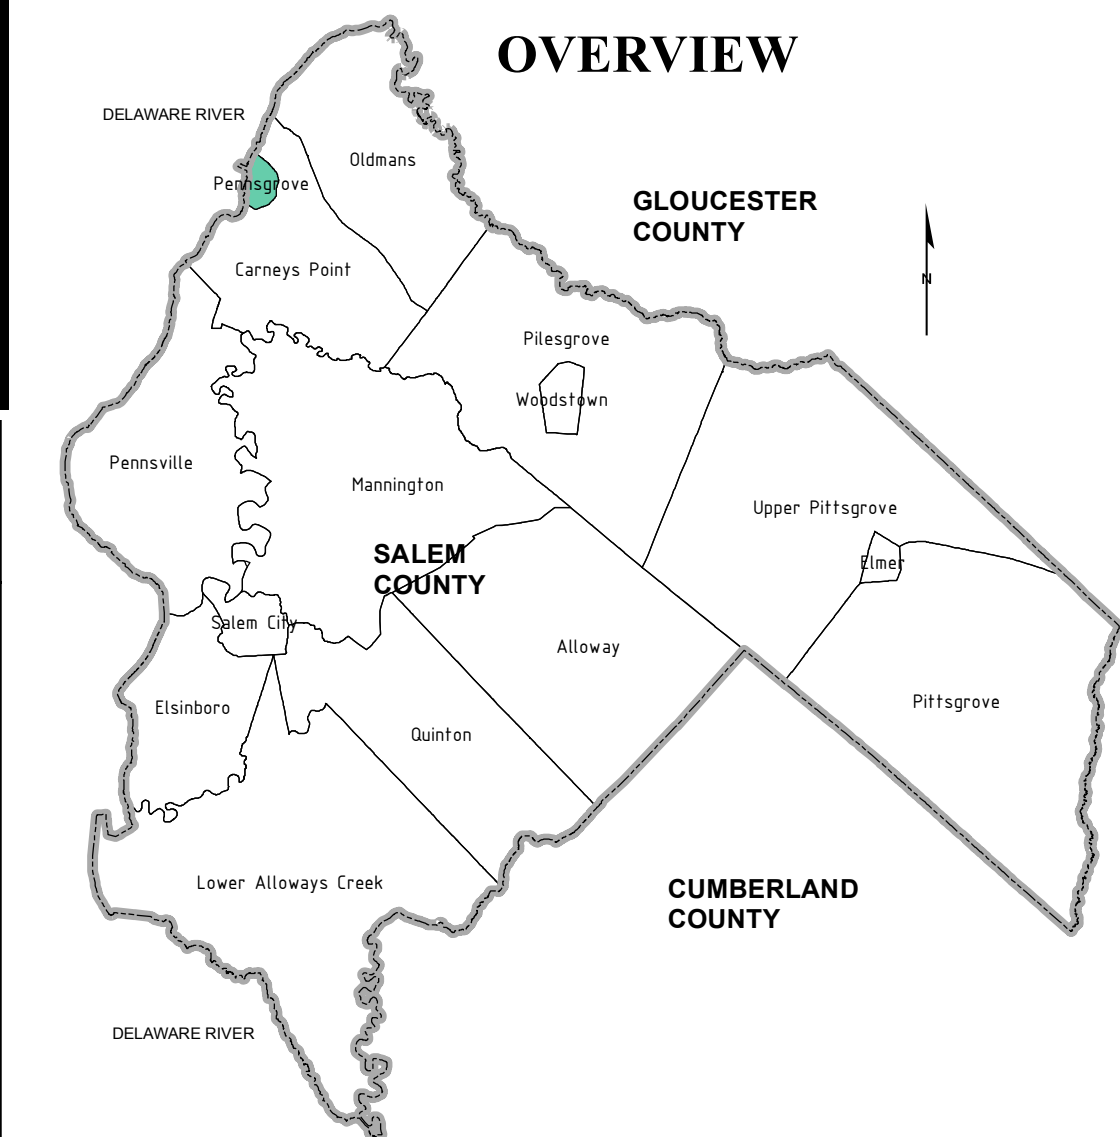 OVERVIEW
DELAWARE RIVER
Oldmans
Pennsgrove
GLOUCESTER
COUNTY
Carneys Point
N
Pilesgrove
Woodstown
Pennsville
Mannington
Upper Pittsgrove
SALEM
COUNTY
Elmer
Salem City
Alloway
Elsinboro
Pittsgrove
Quinton
Lower Alloways Creek
CUMBERLAND
COUNTY
DELAWARE RIVER